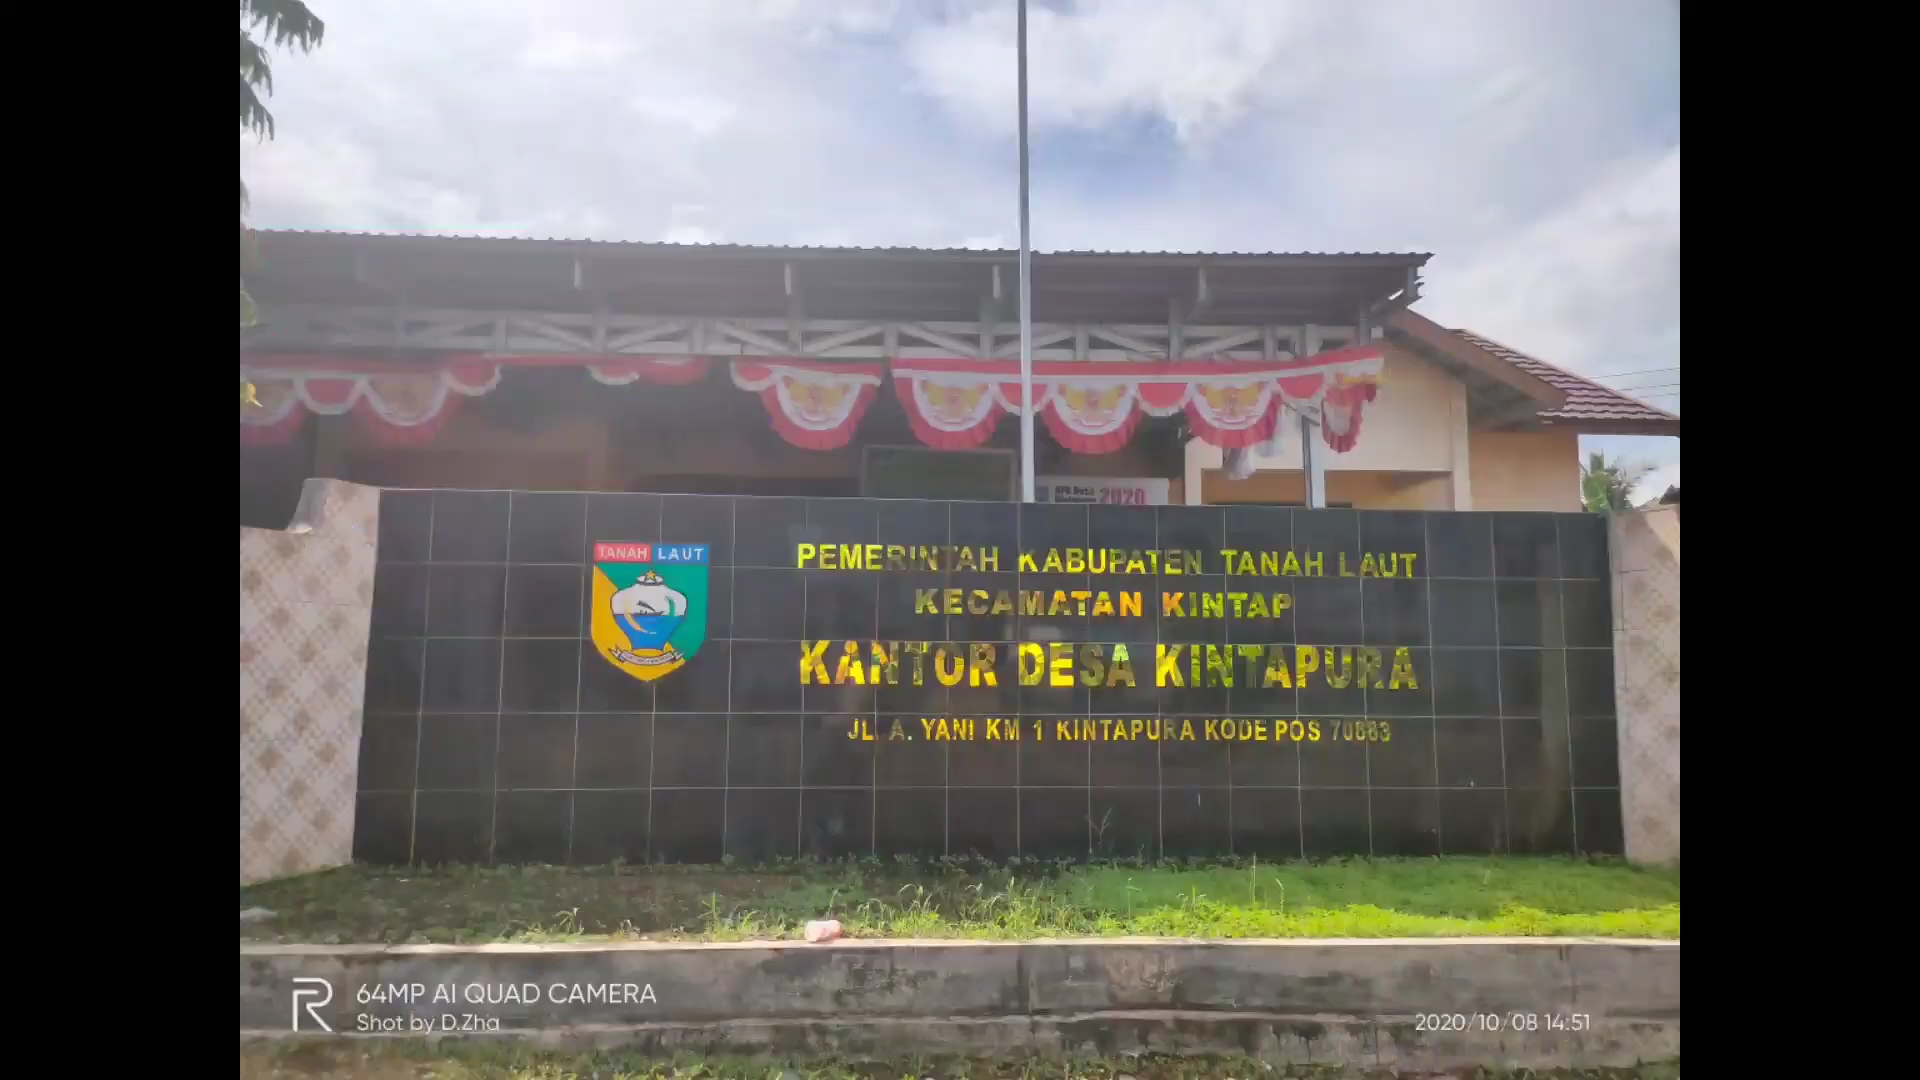 2020
TANAH LAUT
PEMERINTAH KABUPATEN TANAH LAUT
KECAMATAN KINTAP
KANTOR DESA KINTAPURA
JL. A. YANI KM 1 KINTAPURA KODE POS 70883
64MP AI QUAD CAMERA
Shot by D.Zha
2020/10/08 14:51